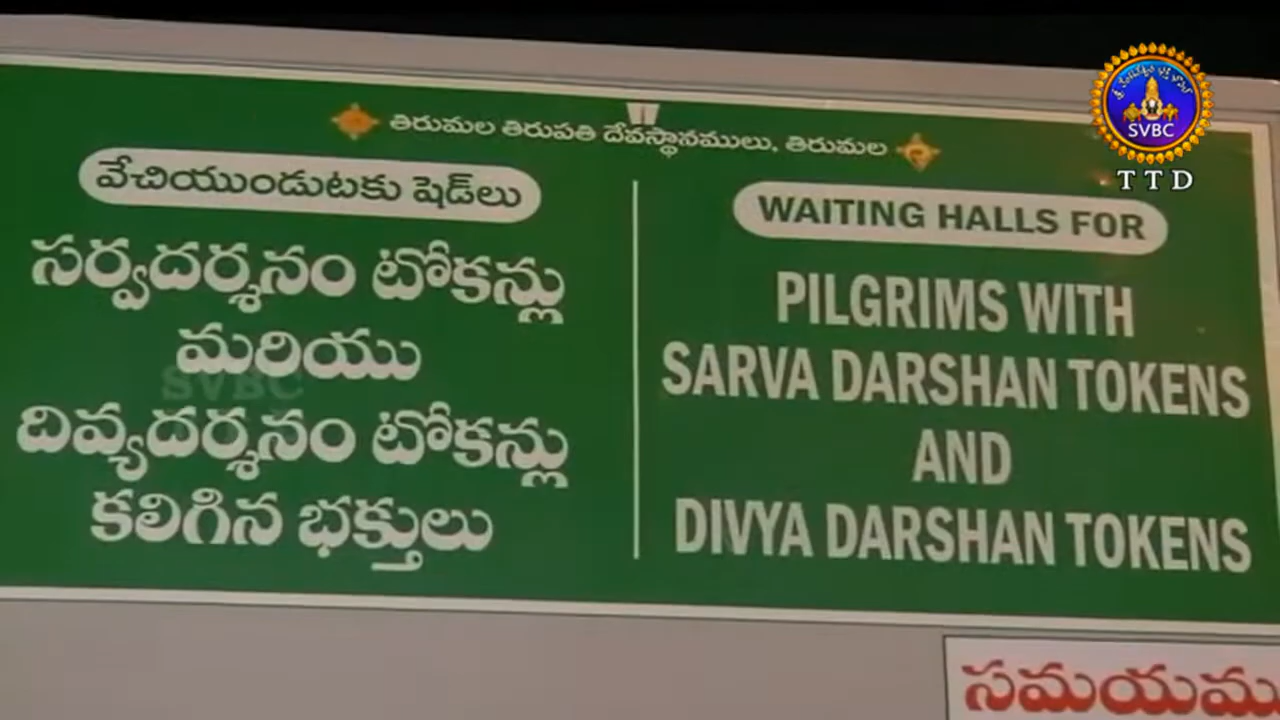 తిరుమల తిరుపతి దేవస్థానములు, తిరుమల
వేచియుండుటకు షెడ్‌లు
సర్వదర్శనం టోకన్లు
మరియు
దివ్యదర్శనం టోకన్లు
కలిగిన భక్తులు
WAITING HALLS FOR
PILGRIMS WITH
SARVA DARSHAN TOKENS
AND
DIVYA DARSHAN TOKENS
SVBC
SVBC
TTD
సమయము